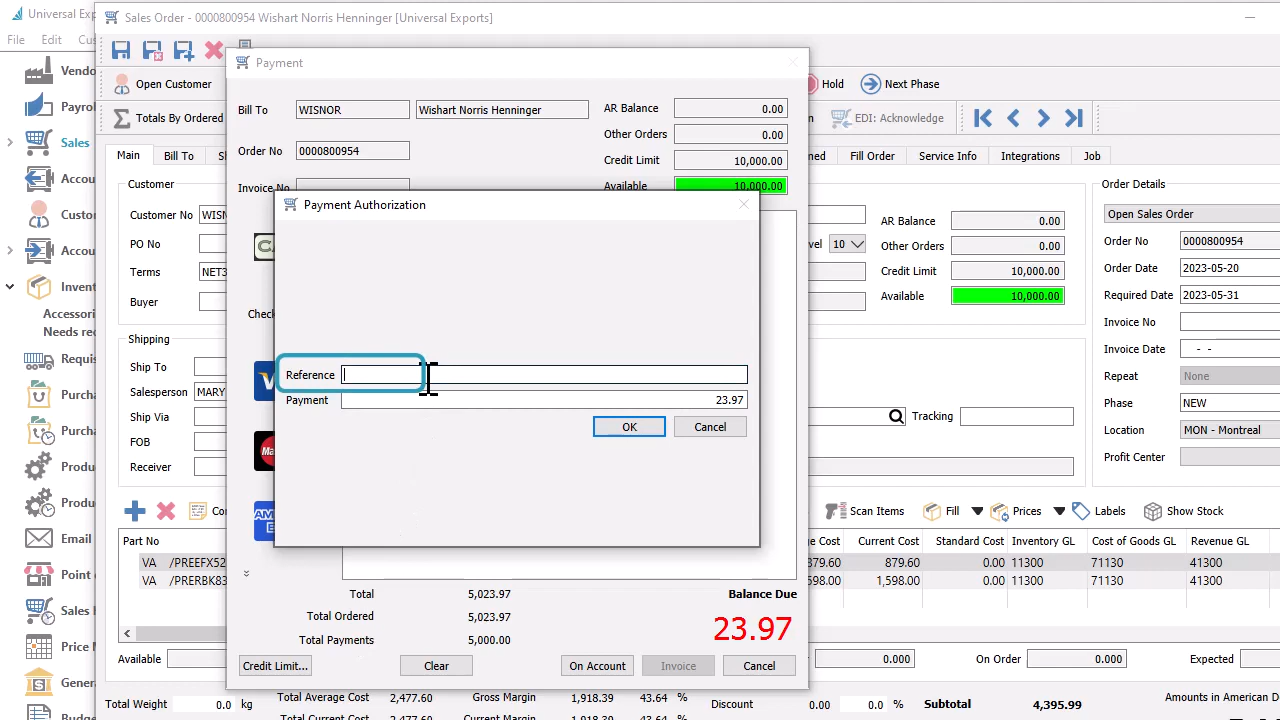 Universal Exp
File Edit Cus
Vendo
Payro
Sales
Accou
Custo
Accou
Invent
Accessorie
Needs rec
Requis
Purcha
Purcha
Produ
Produ
Email
Point o
Sales H
Price M
Genera
Budge
Sales Order - 0000800954 Wishart Norris Henninger [Universal Exports]
Open Customer
Hold
Next Phase
Totals By Ordered
EDI: Acknowledge
Main
Bill To
Fill Order
Service Info
Integrations
Job
Customer
Customer No WISN
PO No
Terms NET3
Buyer
Shipping
Ship To
Salesperson MARY
Ship Via
FOB
Receiver
vel 10
AR Balance 0.00
Other Orders 0.00
Credit Limit 10,000.00
Available 10,000.00
Tracking
Order Details
Open Sales Order
Order No 0000800954
Order Date 2023-05-20
Required Date 2023-05-31
Invoice No
Invoice Date - -
Repeat None
Phase NEW
Location MON - Montreal
Profit Center
Payment
Bill To WISNOR Wishart Norris Henninger
Order No 0000800954
Invoice No
AR Balance 0.00
Other Orders 0.00
Credit Limit 10,000.00
Available 10,000.00
Check
Payment Authorization
Reference
Payment 23.97
OK
Cancel
Total 5,023.97
Total Ordered 5,023.97
Total Payments 5,000.00
Balance Due
23.97
Credit Limit...
Clear
On Account
Invoice
Cancel
Scan Items
Fill
Prices
Labels
Show Stock
Part No
ge Cost Current Cost Standard Cost Inventory GL Cost of Goods GL Revenue GL
VA /PREEFX52
879.60 879.60 0.00 11300 71130 41300
VA /PRERBK83
598.00 1,598.00 0.00 11300 71130 41300
Available
0.000
On Order 0.000
Expected
Total Weight 0.0 kg
Total Average Cost 2,477.60 Gross Margin 1,918.39 43.64 %
Total Current Cost 2,477.60 Current Margin 1,918.39 43.64 %
Discount 0.00 0.0 %
Subtotal 4,395.99
Amounts in American D